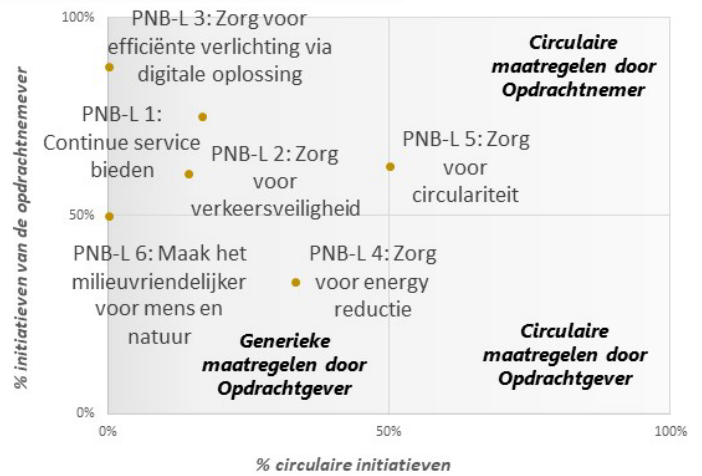 100%
PNB-L 3: Zorg voor
efficiënte verlichting via
digitale oplossing
Circulaire
maatregelen door
Opdrachtnemer
PNB-L 1:
Continue service
bieden
PNB-L 2: Zorg
voor
verkeersveiligheid
PNB-L 5: Zorg
voor
circulariteit
50%
PNB-L 6: Maak het
milieuvriendelijker
voor mens en
natuur
PNB-L 4: Zorg
voor energy
reductie
Generieke
maatregelen door
Opdrachtgever
Circulaire
maatregelen door
Opdrachtgever
0%
0%
50%
100%
% circulaire initiatieven
% initiatieven van de opdrachtnemever